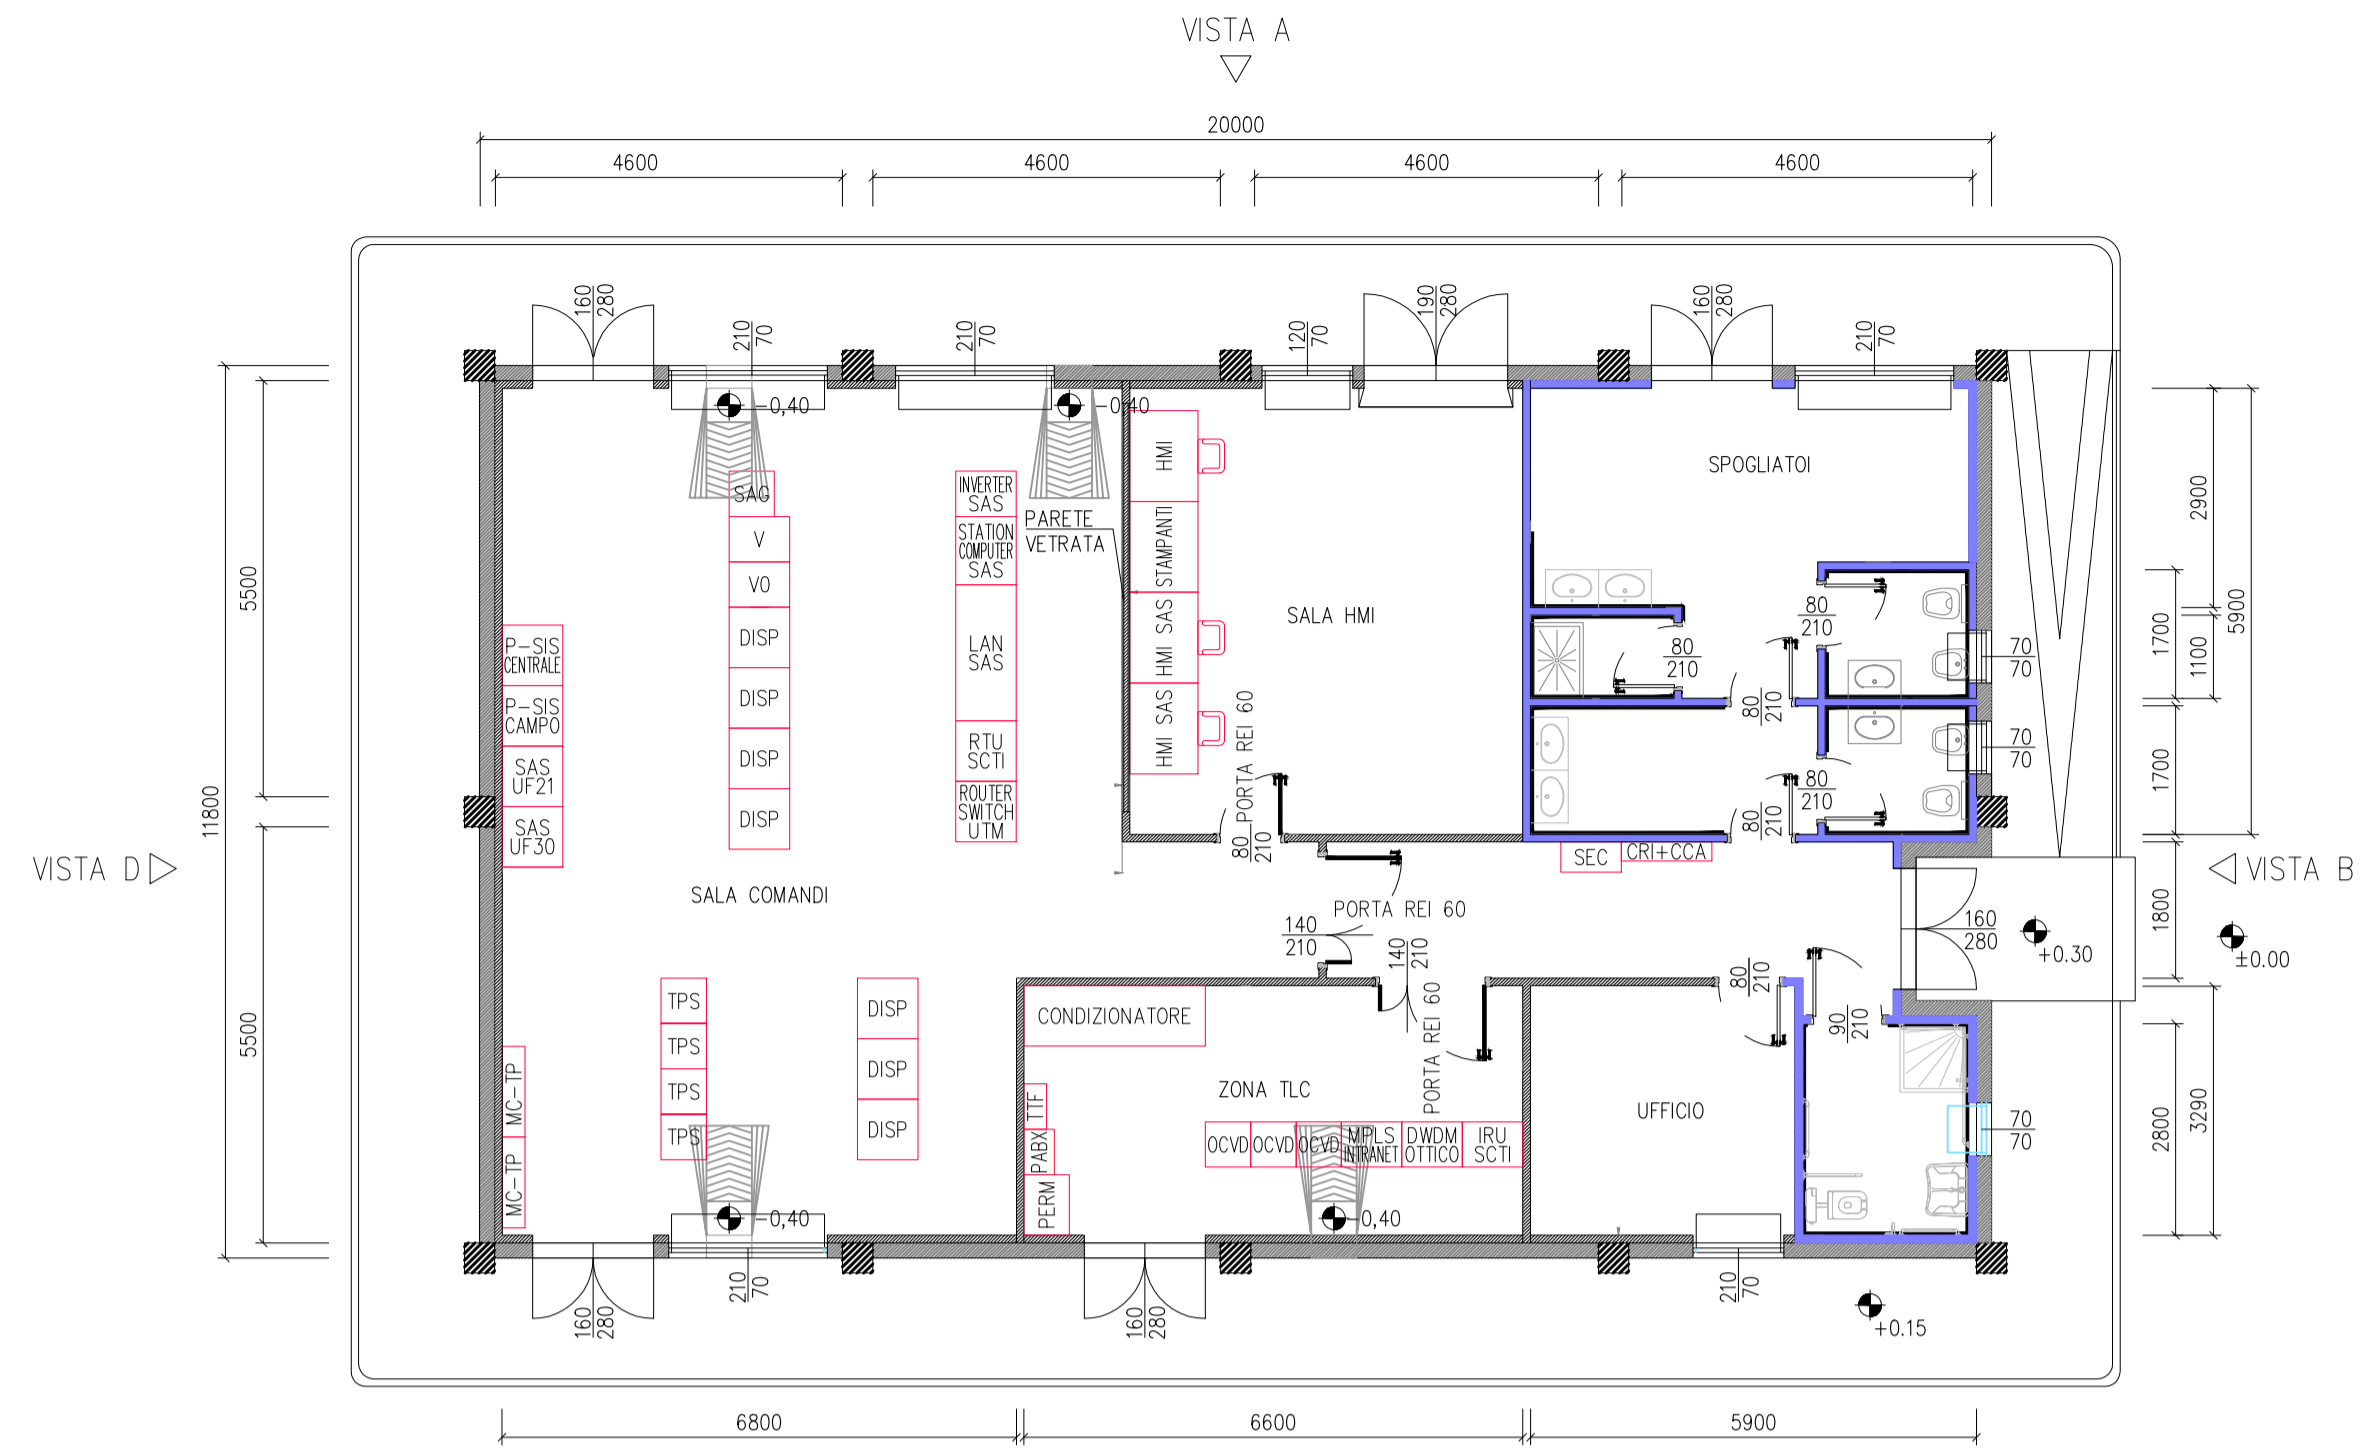 VISTA A
20000
4600
4600
4600
4600
160
280
210
70
210
70
120
70
190
280
160
280
210
70
-0,40
-0,40
SAG
V
V0
DISP
DISP
DISP
DISP
INVERTER
SAS
STATION
COMPUTER
SAS
LAN
SAS
RTU
SCTI
ROUTER
SWITCH
UTM
PARETE
VETRATA
HMI
STAMPANTI
HMI SAS
HMI SAS
SALA HMI
SPOGLIATOI
80
210
80
210
80
210
80
210
80
210
70
70
70
70
P-SIS
CENTRALE
P-SIS
CAMPO
SAS
UF21
SAS
UF30
5500
11800
5500
2900
5900
1700
1100
1700
1800
3290
2800
VISTA D
VISTA B
SALA COMANDI
80
210
PORTA REI 60
SEC
CRI+CCA
PORTA REI 60
140
210
140
210
PORTA REI 60
160
280
+0.30
±0.00
80
210
90
210
TPS
TPS
TPS
TPS
DISP
DISP
DISP
MC-TP
MC-TP
CONDIZIONATORE
ZONA TLC
TTF
PABX
PERM
OCVD
OCVD
OCVD
MPLS
INTRANET
DWDM
OTTICO
IRU
SCTI
UFFICIO
70
70
-0,40
-0,40
160
280
210
70
160
280
210
70
+0.15
6800
6600
5900